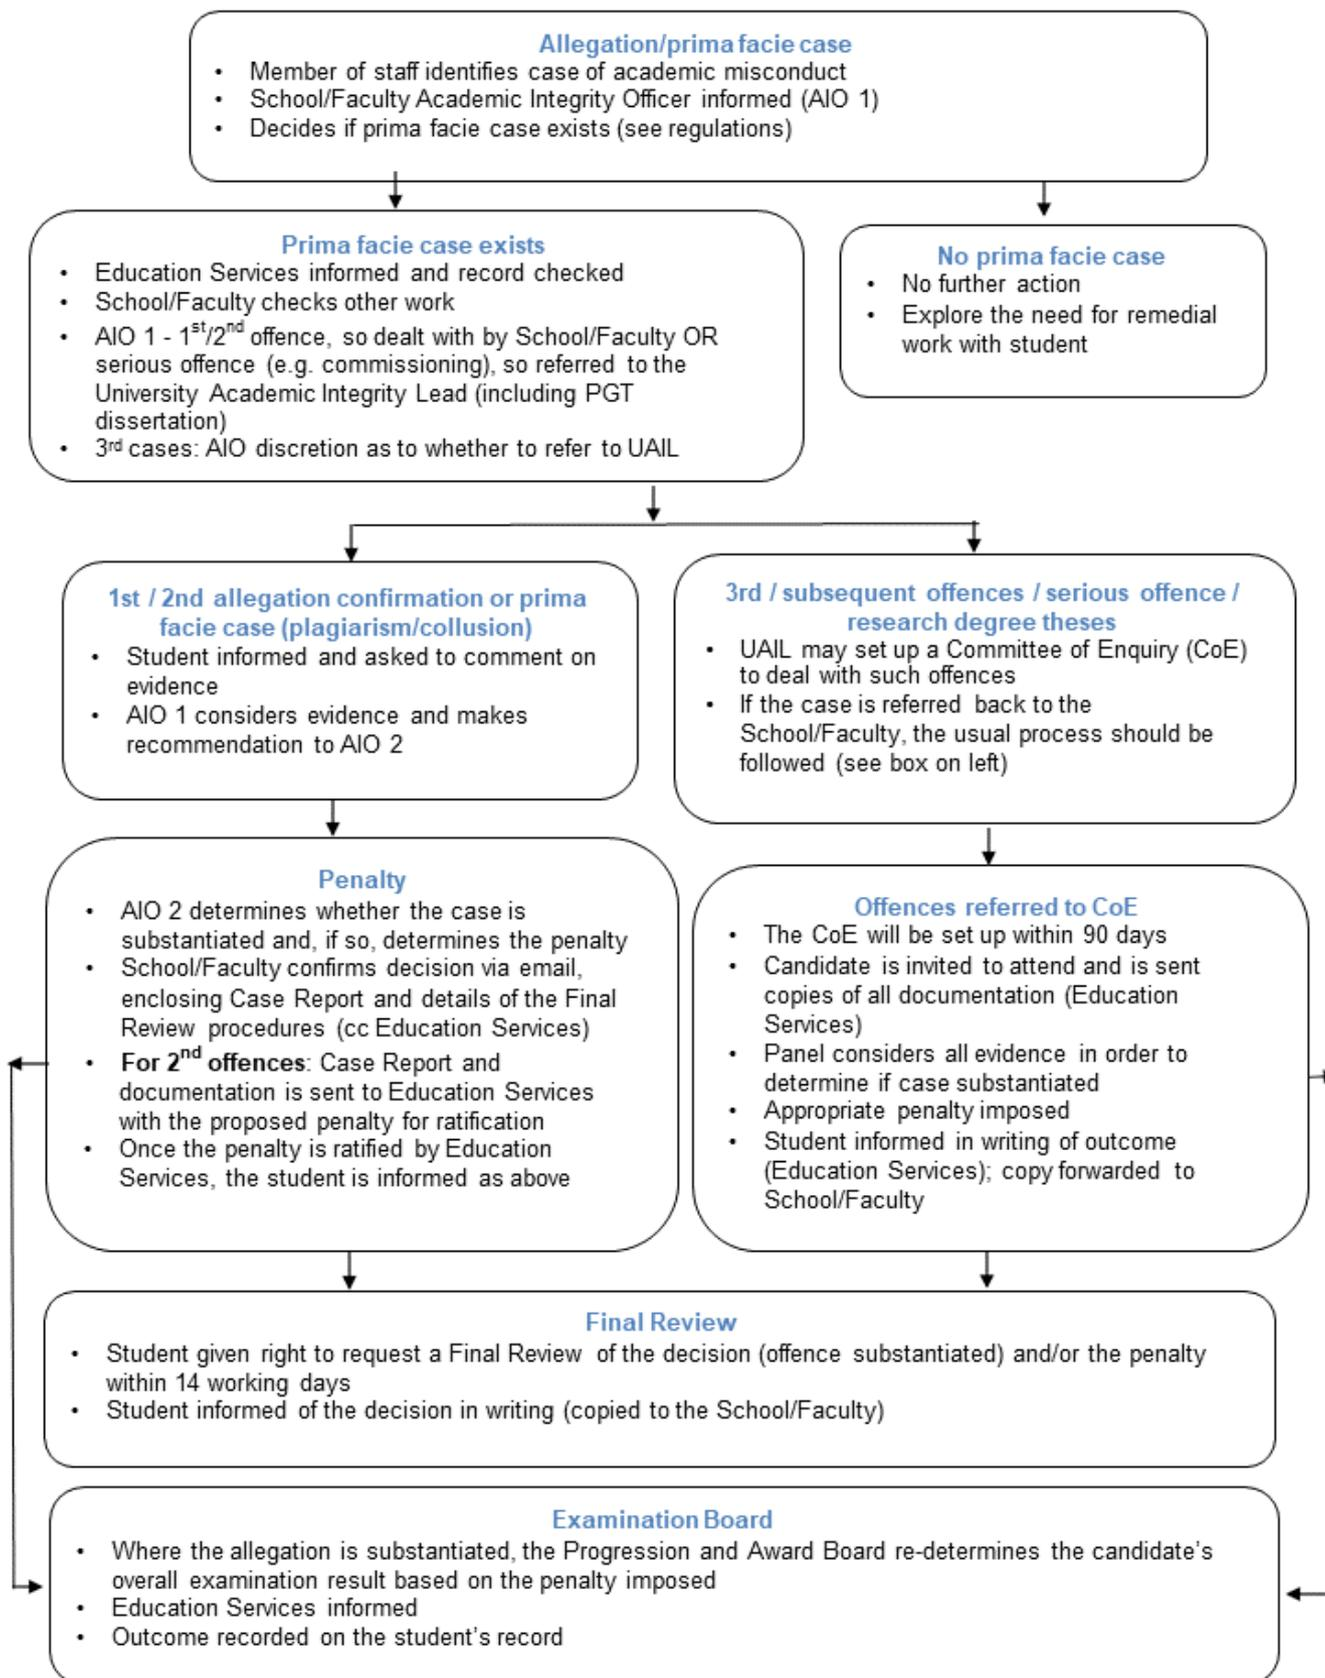 Allegation/prima facie case
• Member of staff identifies case of academic misconduct
• School/Faculty Academic Integrity Officer informed (AIO 1)
• Decides if prima facie case exists (see regulations)
Prima facie case exists
• Education Services informed and record checked
• School/Faculty checks other work
• AIO 1 - 1st/2nd offence, so dealt with by School/Faculty OR
serious offence (e.g. commissioning), so referred to the
University Academic Integrity Lead (including PGT
dissertation)
• 3rd cases: AIO discretion as to whether to refer to UAIL
No prima facie case
• No further action
• Explore the need for remedial
work with student
1st / 2nd allegation confirmation or prima
facie case (plagiarism/collusion)
• Student informed and asked to comment on
evidence
• AIO 1 considers evidence and makes
recommendation to AIO 2
3rd / subsequent offences / serious offence /
research degree theses
• UAIL may set up a Committee of Enquiry (CoE)
to deal with such offences
• If the case is referred back to the
School/Faculty, the usual process should be
followed (see box on left)
Penalty
• AIO 2 determines whether the case is
substantiated and, if so, determines the penalty
• School/Faculty confirms decision via email,
enclosing Case Report and details of the Final
Review procedures (cc Education Services)
• For 2nd offences: Case Report and
documentation is sent to Education Services
with the proposed penalty for ratification
• Once the penalty is ratified by Education
Services, the student is informed as above
Offences referred to CoE
• The CoE will be set up within 90 days
• Candidate is invited to attend and is sent
copies of all documentation (Education
Services)
• Panel considers all evidence in order to
determine if case substantiated
• Appropriate penalty imposed
• Student informed in writing of outcome
(Education Services); copy forwarded to
School/Faculty
Final Review
• Student given right to request a Final Review of the decision (offence substantiated) and/or the penalty
within 14 working days
• Student informed of the decision in writing (copied to the School/Faculty)
Examination Board
• Where the allegation is substantiated, the Progression and Award Board re-determines the candidate's
overall examination result based on the penalty imposed
• Education Services informed
• Outcome recorded on the student's record